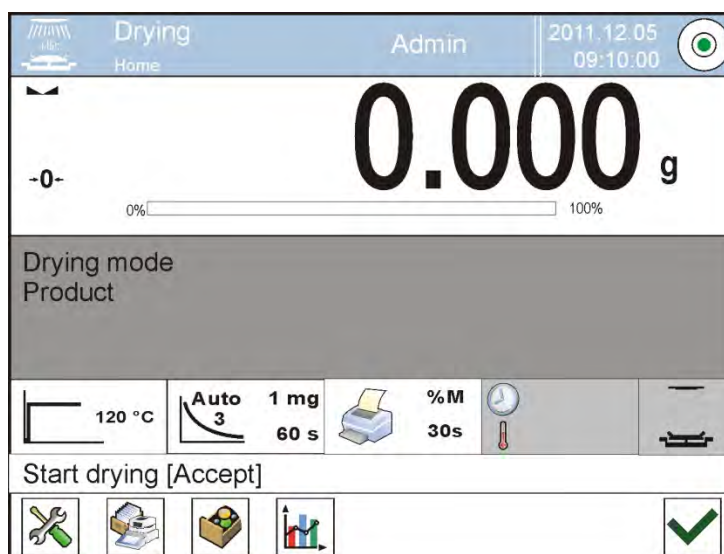 Drying
Home
Admin
2011.12.05
09:10:00
0.000 g
→0←
0% 100%
Drying mode
Product
120 °C
Auto 1 mg
3
60 s
%M
30s
Start drying [Accept]